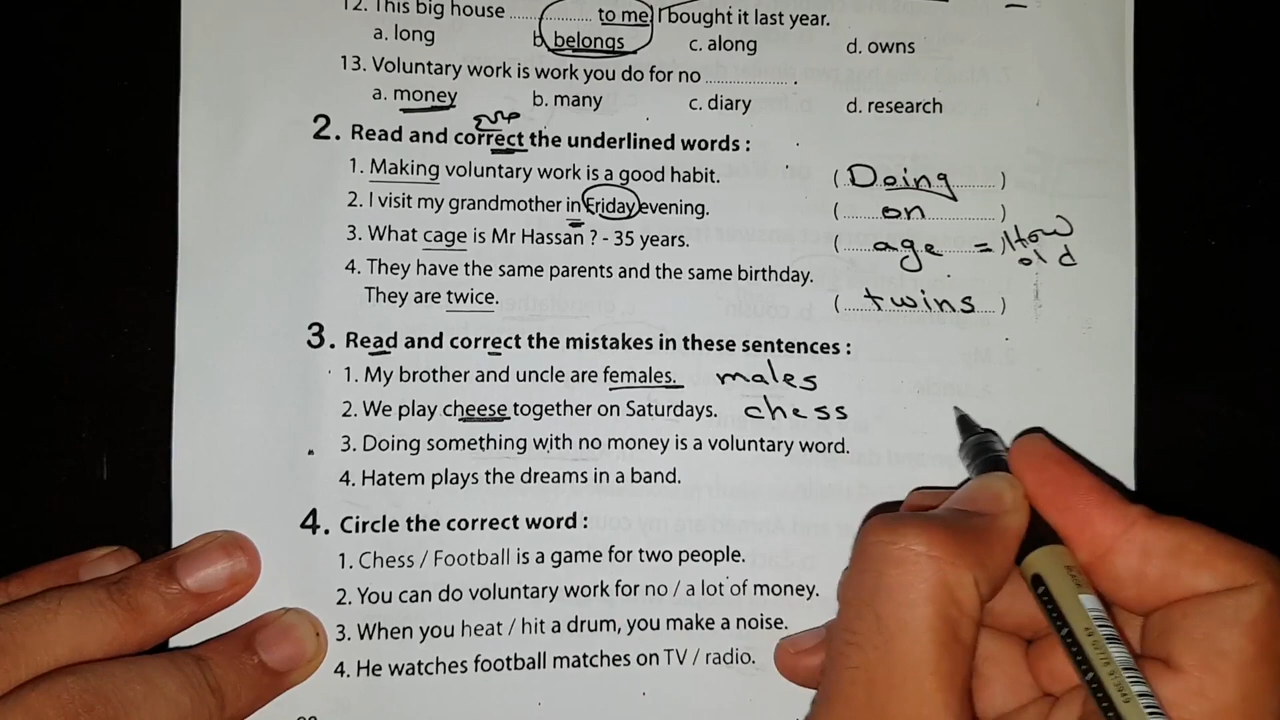 12. This big house .................... to me. I bought it last year.
a. long b. belongs c. along d. owns
13. Voluntary work is work you do for no .................... .
a. money b. many c. diary d. research
2. Read and correct the underlined words :
1. Making voluntary work is a good habit. (Doing)
2. I visit my grandmother in Friday evening. (on)
3. What cage is Mr Hassan ? - 35 years. (age = How old
4. They have the same parents and the same birthday.
They are twice. (twins)
3. Read and correct the mistakes in these sentences :
1. My brother and uncle are females. males
2. We play cheese together on Saturdays. chess
3. Doing something with no money is a voluntary word.
4. Hatem plays the dreams in a band.
4. Circle the correct word :
1. Chess / Football is a game for two people.
2. You can do voluntary work for no / a lot of money.
3. When you heat / hit a drum, you make a noise.
4. He watches football matches on TV / radio.